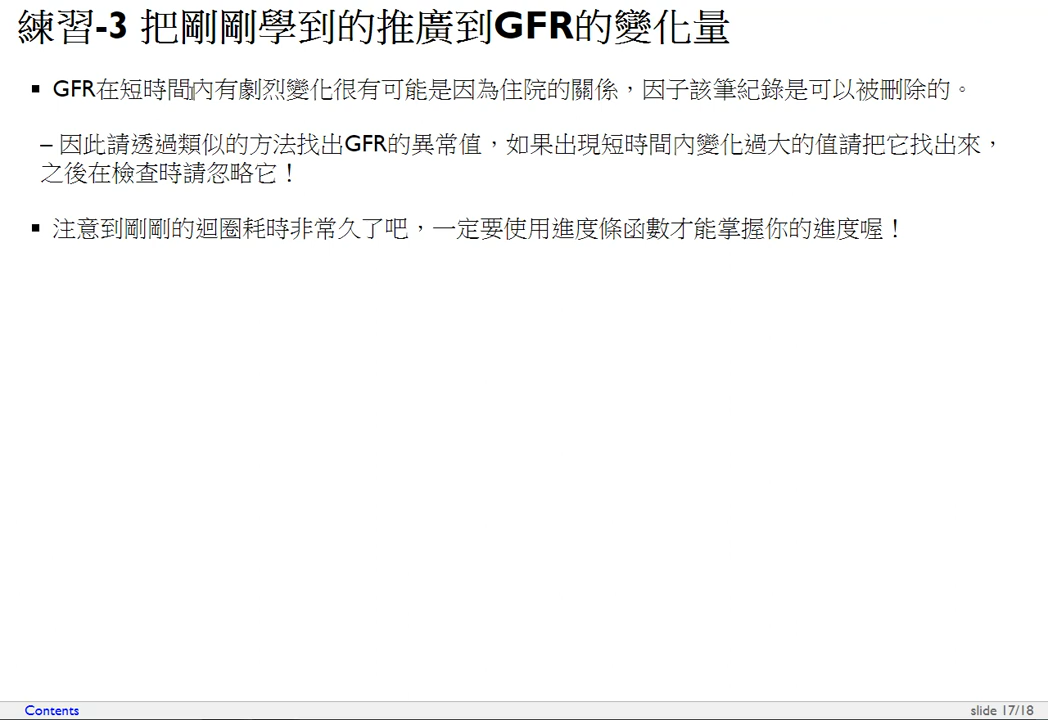 練習-3 把剛剛學到的推廣到GFR的變化量
▪ GFR在短時間內有劇烈變化很有可能是因為住院的關係，因子該筆紀錄是可以被刪除的。
– 因此請透過類似的方法找出GFR的異常值，如果出現短時間內變化過大的值請把它找出來，
之後在檢查時請忽略它！
▪ 注意到剛剛的迴圈耗時非常久了吧，一定要使用進度條函數才能掌握你的進度喔！
Contents
slide 17/18